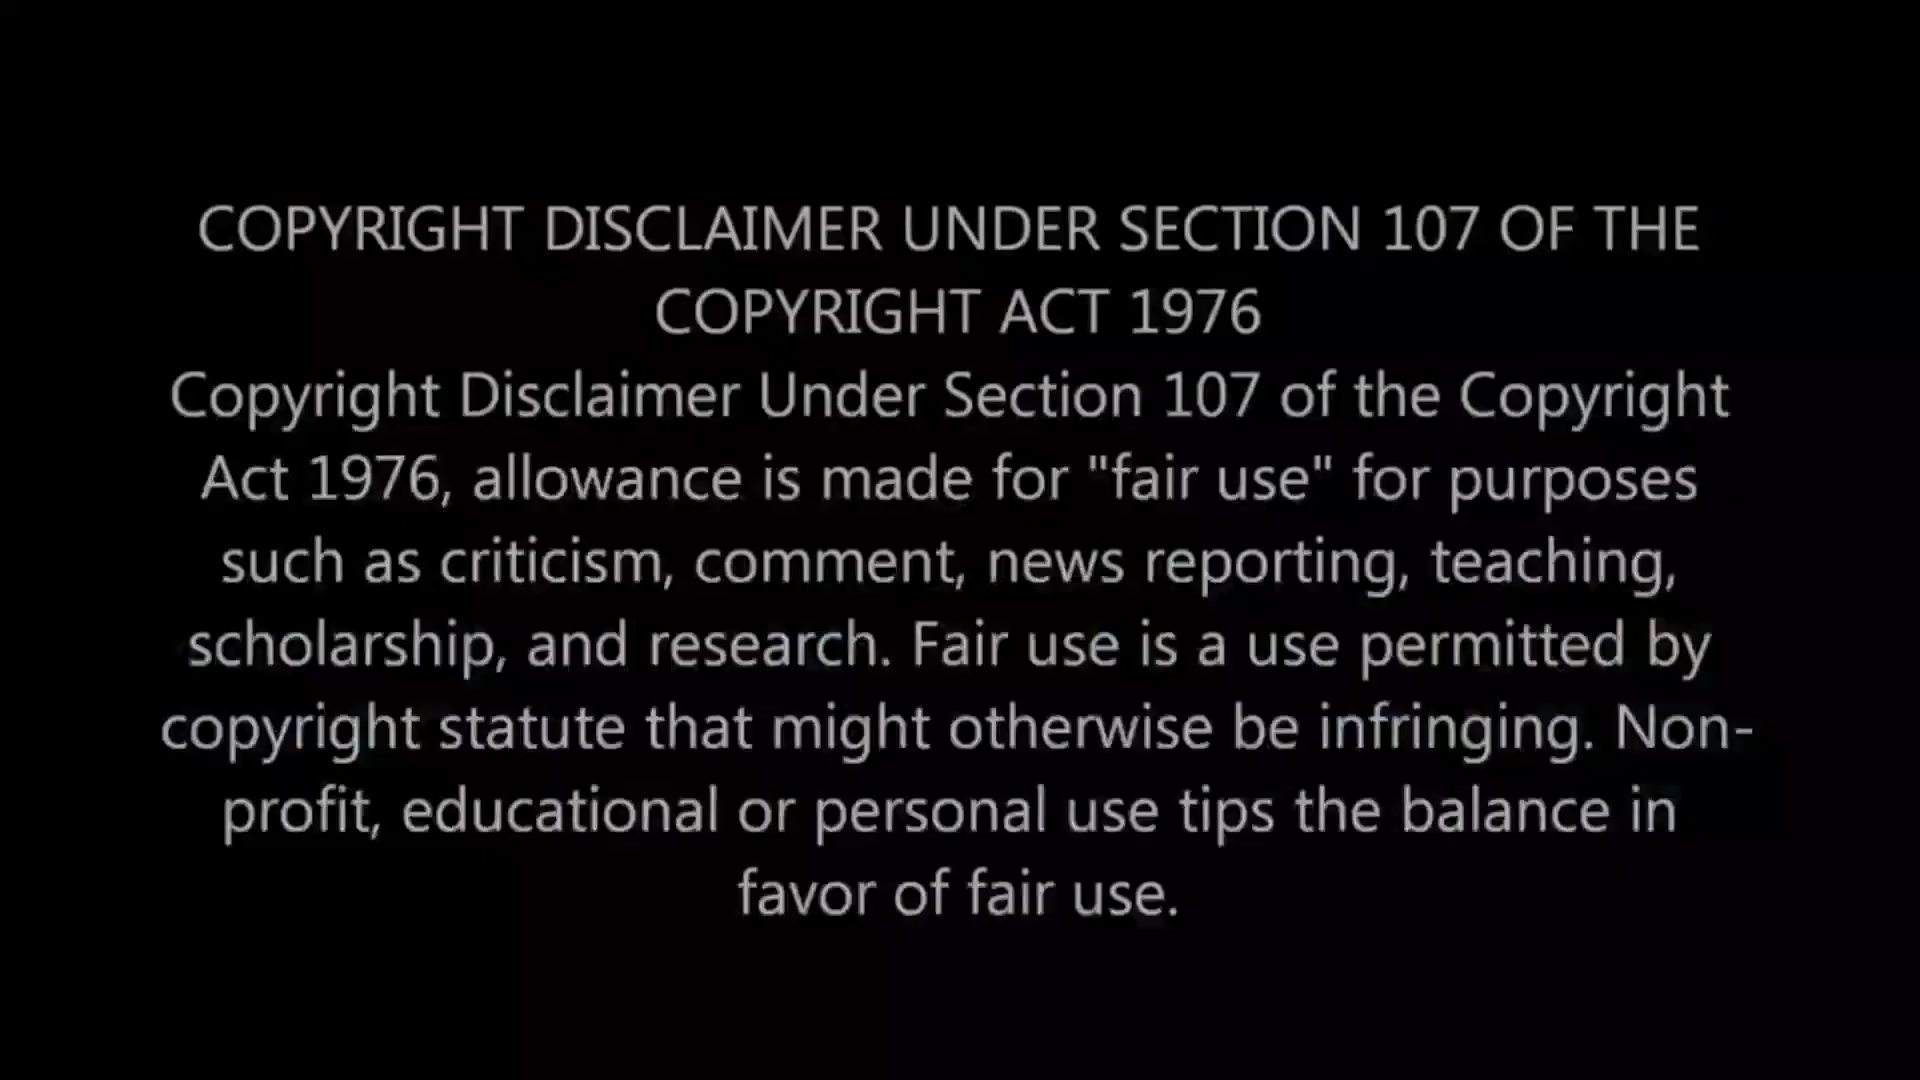 COPYRIGHT DISCLAIMER UNDER SECTION 107 OF THE
COPYRIGHT ACT 1976
Copyright Disclaimer Under Section 107 of the Copyright
Act 1976, allowance is made for "fair use" for purposes
such as criticism, comment, news reporting, teaching,
scholarship, and research. Fair use is a use permitted by
copyright statute that might otherwise be infringing. Non-
profit, educational or personal use tips the balance in
favor of fair use.